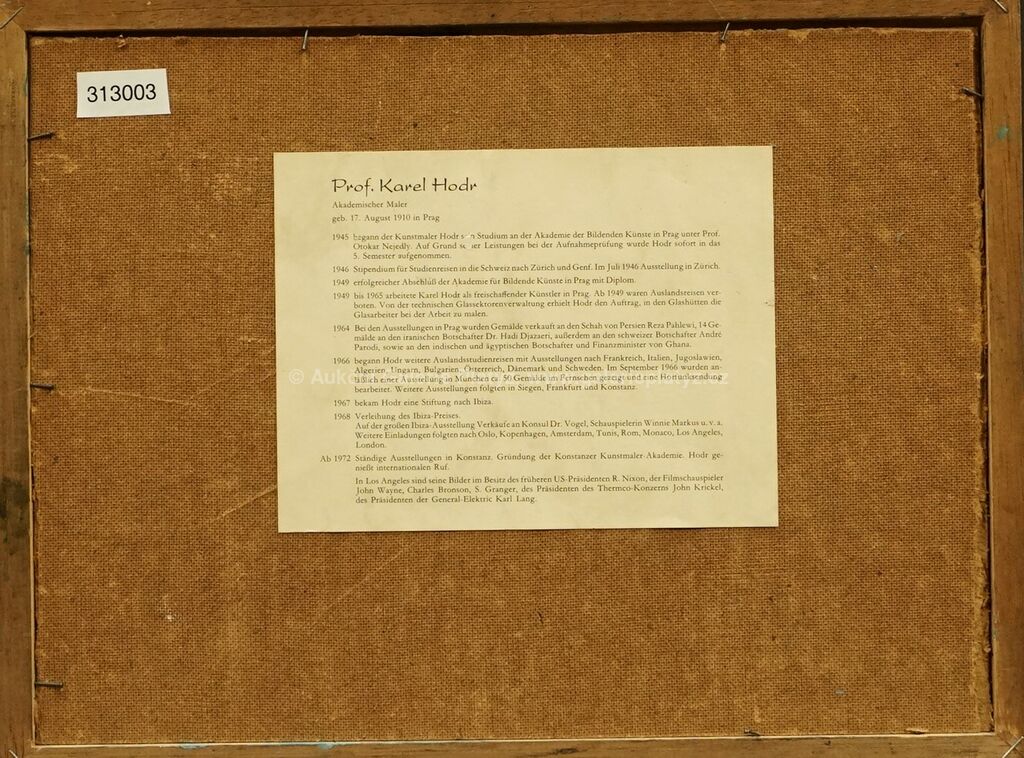 313003
Prof. Karel Hodr
Akademischer Maler
geb. 17. August 1910 in Prag
1945 begann der Kunstmaler Hodr sein Studium an der Akademie der Bildenden Künste in Prag unter Prof.
Otokar Nejedly. Auf Grund seiner Leistungen bei der Aufnahmeprüfung wurde Hodr sofort in das
5. Semester aufgenommen.
1946 Stipendium für Studienreisen in die Schweiz nach Zürich und Genf. Im Juli 1946 Ausstellung in Zürich.
1949 erfolgreicher Abschlüß der Akademie für Bildende Künste in Prag mit Diplom.
1949 bis 1965 arbeitete Karel Hodr als freischaffender Künstler in Prag. Ab 1949 waren Auslandsreisen ver-
boten. Von der technischen Glassektorenverwaltung erhielt Hodr den Auftrag, in den Glashütten die
Glasarbeiter bei der Arbeit zu malen.
1964 Bei den Ausstellungen in Prag wurden Gemälde verkauft an den Schah von Persien Reza Pahlewi, 14 Ge-
mälde an den iranischen Botschafter Dr. Hadi Djazaeri, außerdem an den schweizer Botschafter André
Parodi, sowie an den indischen und ägyptischen Botschafter und Finanzminister von Ghana.
1966 begann Hodr weitere Auslandsstudienreisen mit Ausstellungen nach Frankreich, Italien, Jugoslawien,
Algerien, Ungarn, Bulgarien, Österreich, Dänemark und Schweden. Im September 1966 wurden an-
läßlich einer Ausstellung in München ca. 50 Gemälde im Fernsehen gezeigt und eine Hodrinksendung
bearbeitet. Weitere Ausstellungen folgten in Siegen, Frankfurt und Konstanz.
1967 bekam Hodr eine Stiftung nach Ibiza.
1968 Verleihung des Ibiza-Preises.
Auf der großen Ibiza-Ausstellung Verkäufe an Konsul Dr. Vogel, Schauspielerin Winnie Markus u. v. a.
Weitere Einladungen folgten nach Oslo, Kopenhagen, Amsterdam, Tunis, Rom, Monaco, Los Angeles,
London.
Ab 1972 Ständige Ausstellungen in Konstanz. Gründung der Konstanzer Kunstmaler-Akademie. Hodr ge-
nießt internationalen Ruf.
In Los Angeles sind seine Bilder im Besitz des früheren US-Präsidenten R. Nixon, der Filmschauspieler
John Wayne, Charles Bronson, S. Granger, des Präsidenten des Thermco-Konzerns John Krickel,
des Präsidenten der General-Elektric Karl Lang.